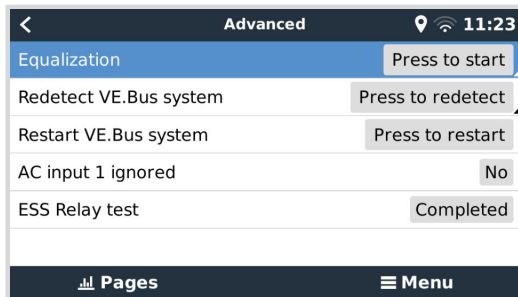 Advanced 11:23
Equalization Press to start
Redetect VE.Bus system Press to redetect
Restart VE.Bus system Press to restart
AC input 1 ignored No
ESS Relay test Completed
Pages Menu